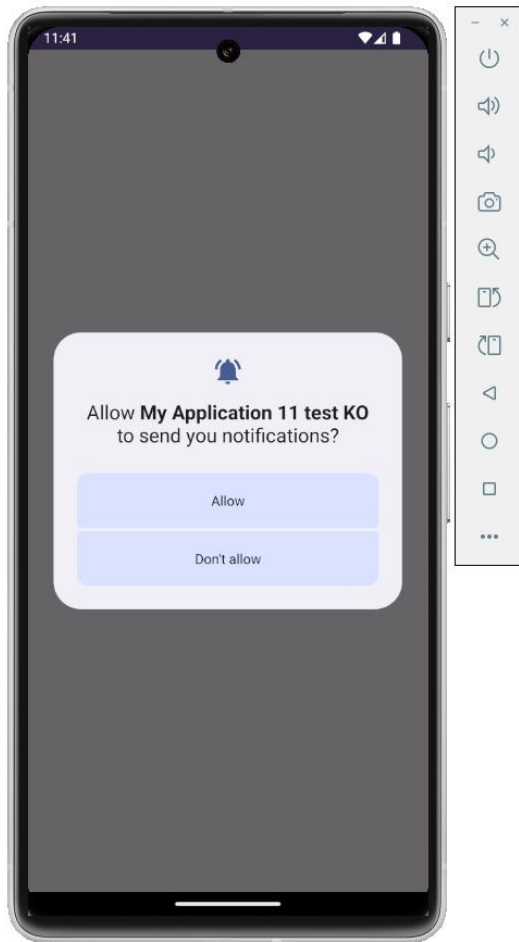 11:41
Allow My Application 11 test KO
to send you notifications?
Allow
Don't allow